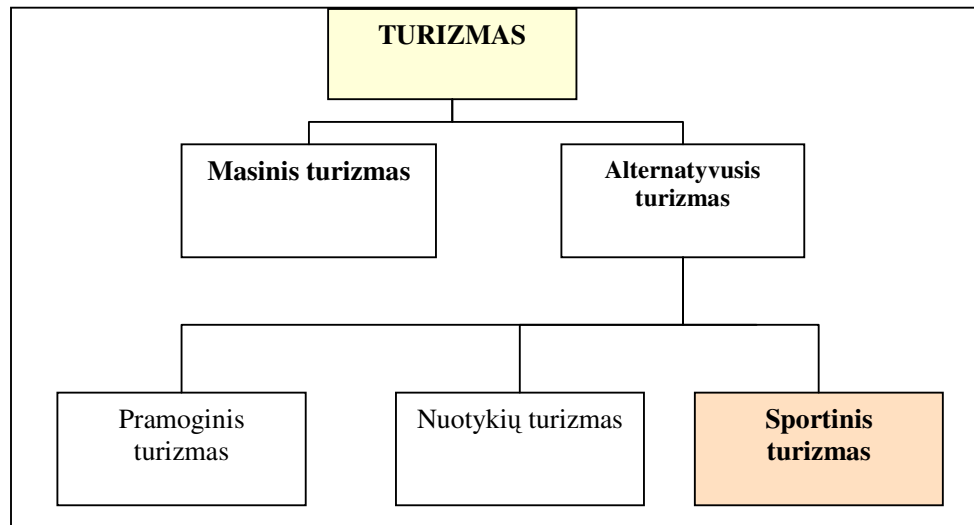 TURIZMAS
Masinis turizmas
Alternatyvusis
turizmas
Pramoginis
turizmas
Nuotykių turizmas
Sportinis
turizmas